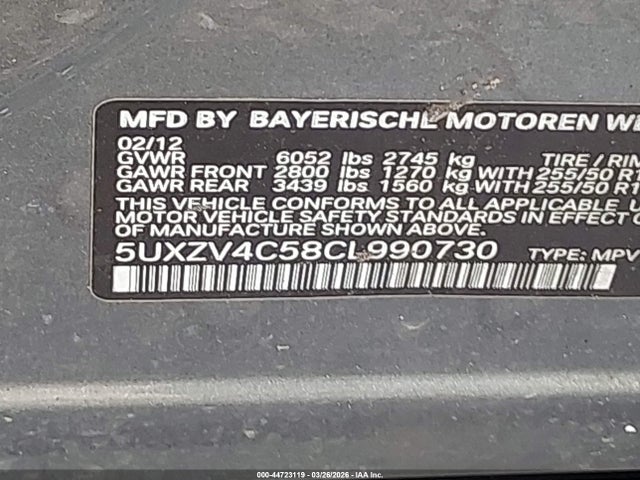 MFD BY BAYERISCHE MOTOREN
02/12
GVWR 6052 lbs 2745 kg TIRE / RIM
GAWR FRONT 2800 lbs 1270 kg WITH 255/50
GAWR REAR 3439 lbs 1560 kg WITH 255/50
THIS VEHICLE CONFORMS TO ALL APPLICABLE
MOTOR VEHICLE SAFETY. STANDARDS IN EFFECT
OF MANUFACTURE SHOWN ABOVE.
5UXZV4C58CL990730 TYPE: MPV
000-44723119 | 03/26/2026 - IAA Inc.